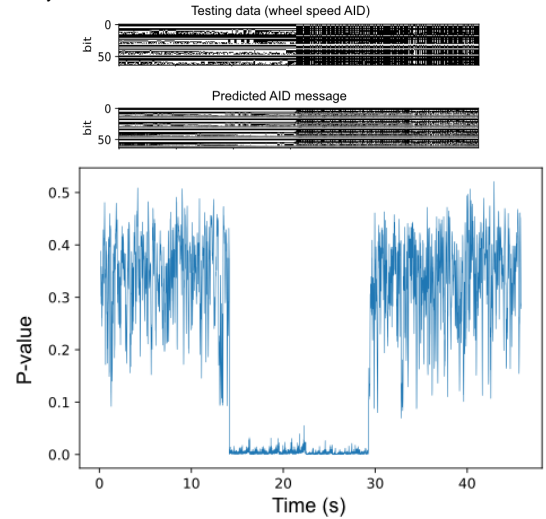 Testing data (wheel speed AID)
0
bit
50
Predicted AID message
0
bit
50
0.5
0.4
0.3
0.2
0.1
0.0
P-value
0 10 20 30 40
Time (s)